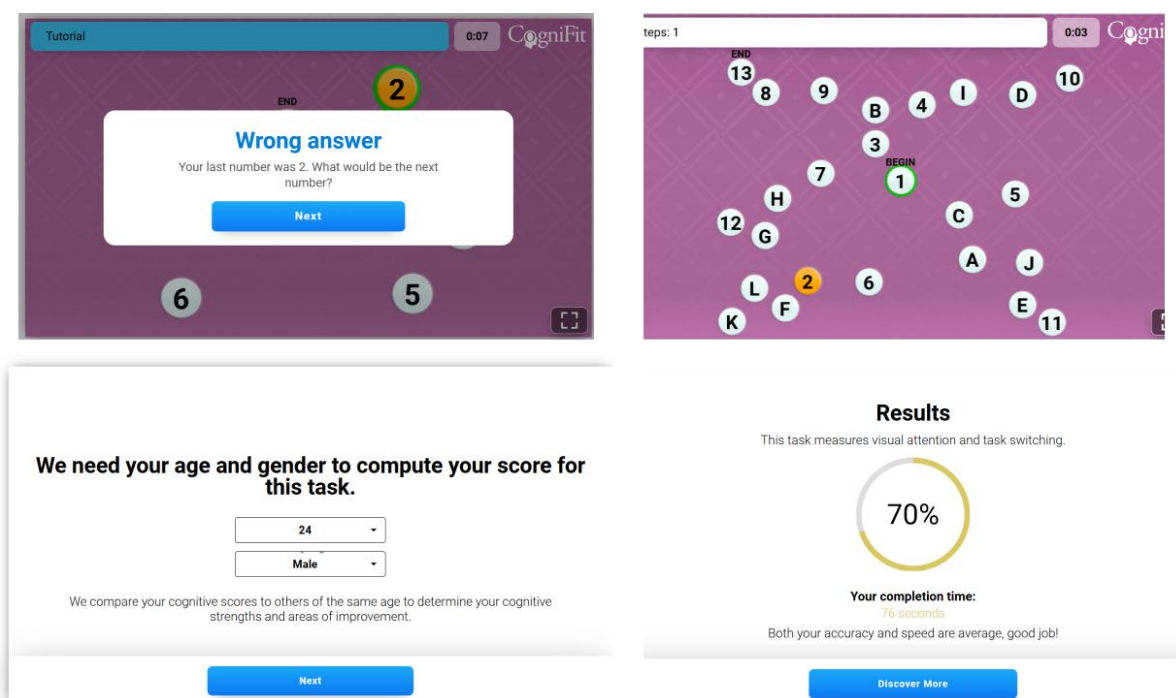 Tutorial
0:07
CogniFit
2
END
Wrong answer
Your last number was 2. What would be the next
number?
Next
6
5
teps: 1
0:03
Cogni
END
13
8
9
B
4
I
D
10
3
BEGIN
1
7
5
H
12
G
C
A
J
L
2
6
F
E
K
11
We need your age and gender to compute your score for
this task.
24
Male
We compare your cognitive scores to others of the same age to determine your cognitive
strengths and areas of improvement.
Next
Results
This task measures visual attention and task switching.
70%
Your completion time:
76 seconds
Both your accuracy and speed are average, good job!
Discover More